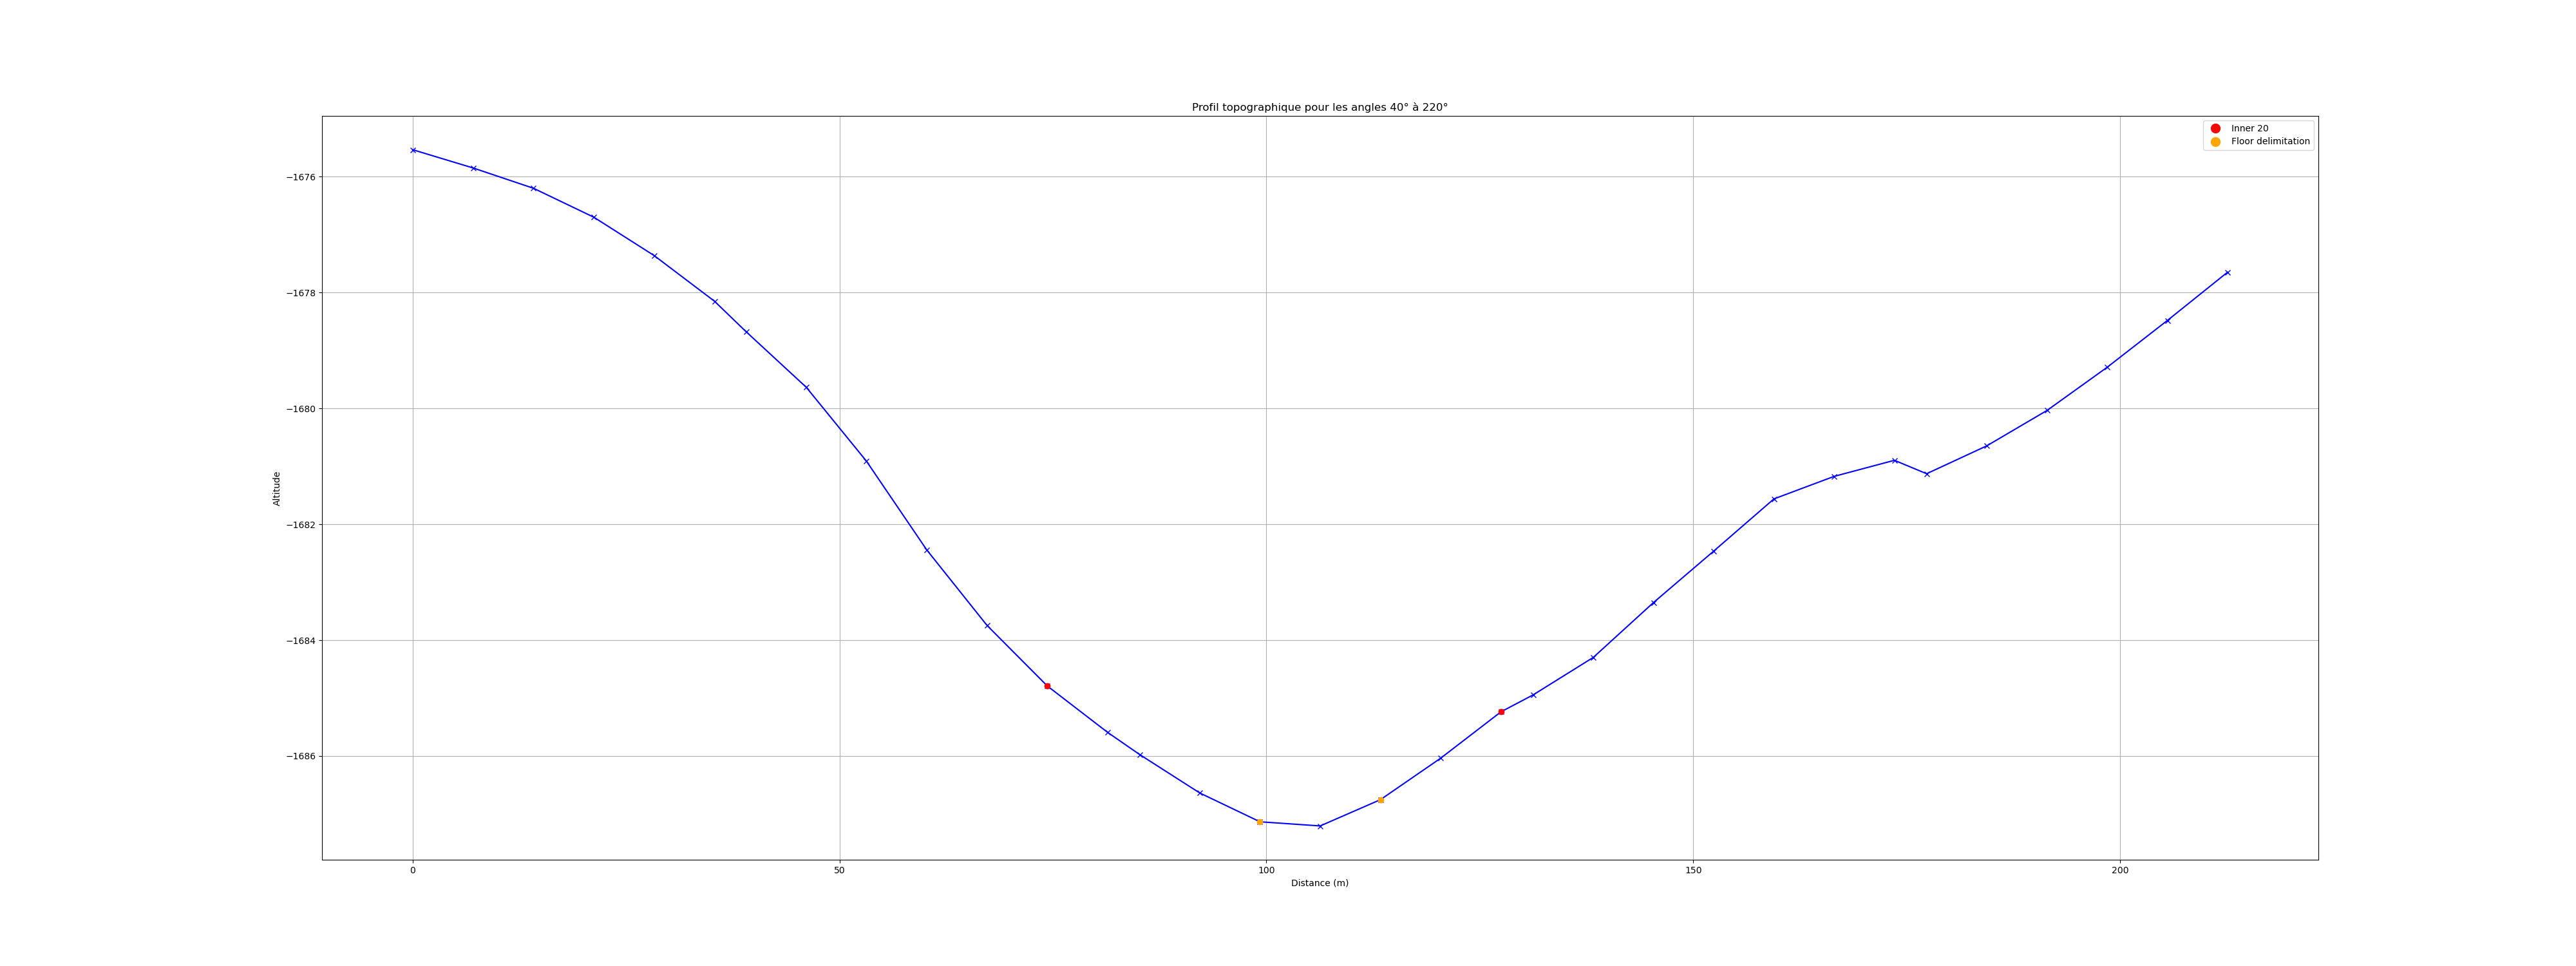 Profil topographique pour les angles 40° à 220°
Inner 20
Floor delimitation
−1676
−1678
−1680
−1682
−1684
−1686
Altitude
0
50
100
150
200
Distance (m)